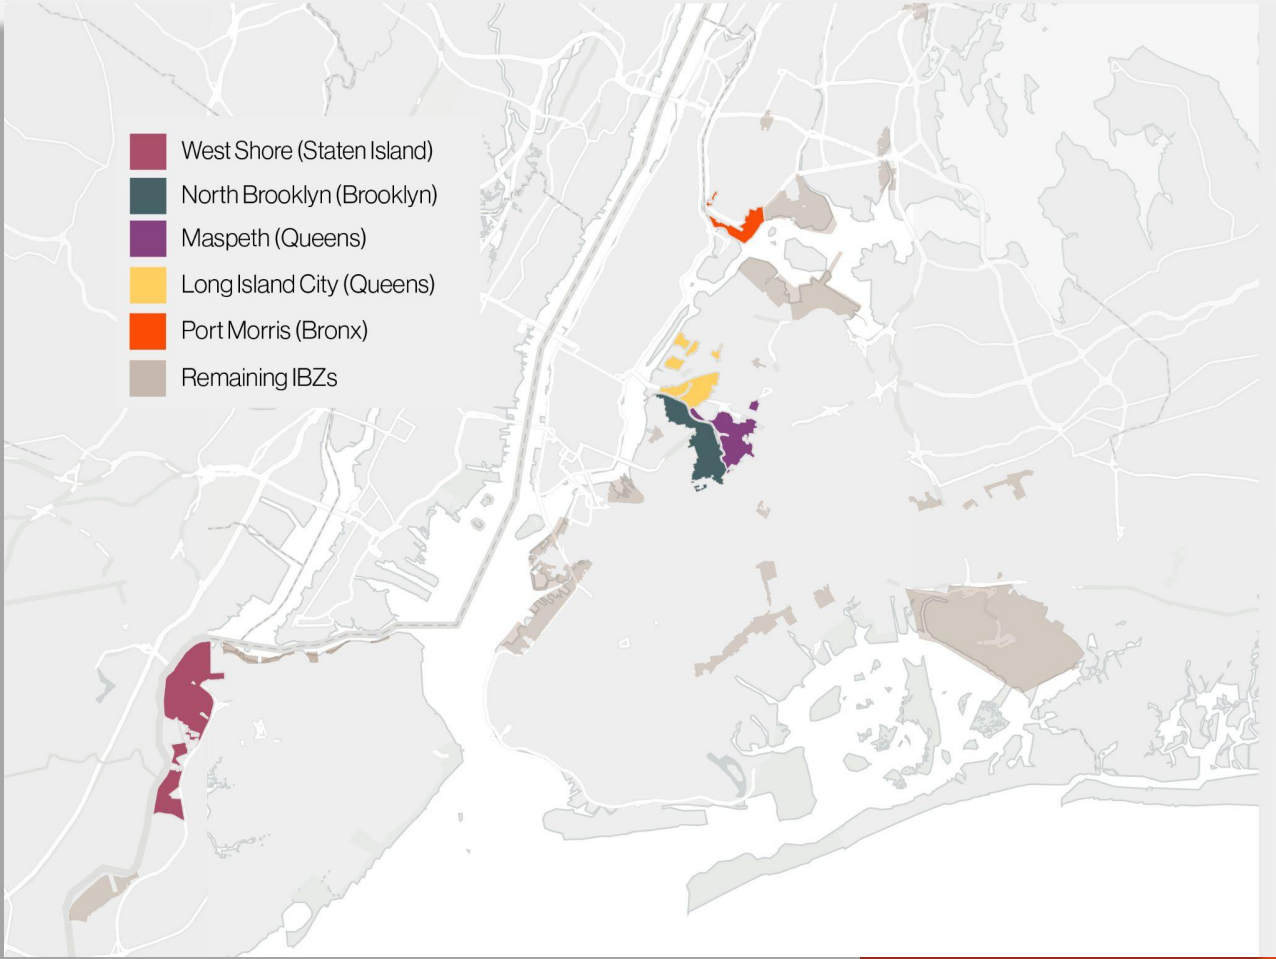 West Shore (Staten Island)
North Brooklyn (Brooklyn)
Maspeth (Queens)
Long Island City (Queens)
Port Morris (Bronx)
Remaining IBZs